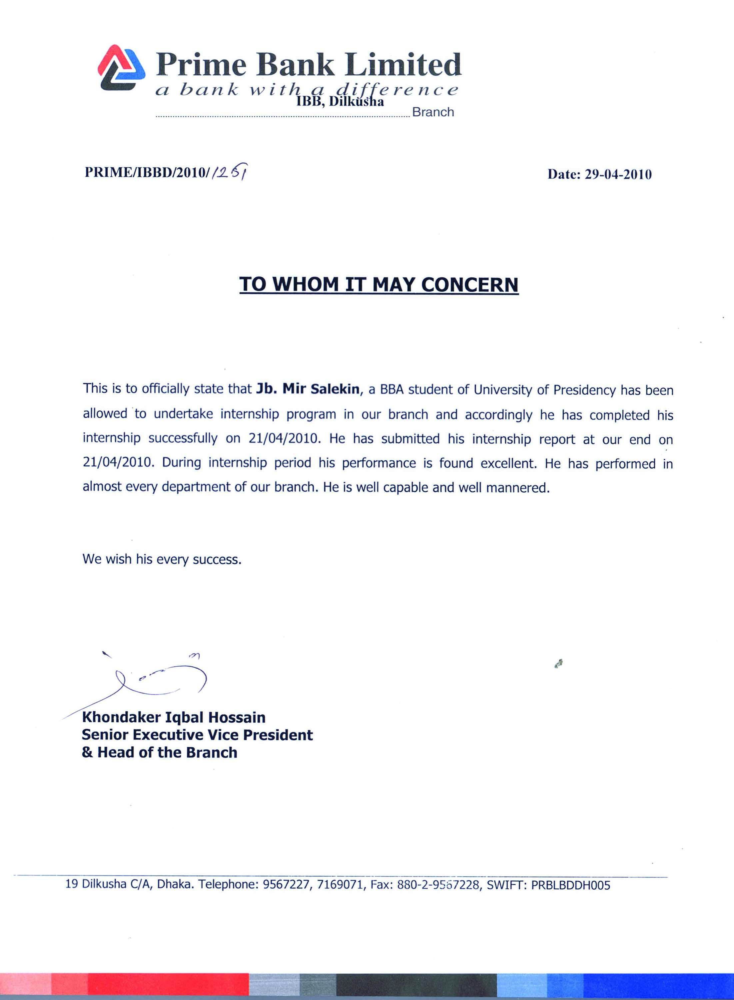 Prime Bank Limited
a bank with a difference
IBB, Dilkusha
Branch
PRIME/IBBD/2010/1251
Date: 29-04-2010
TO WHOM IT MAY CONCERN
This is to officially state that Jb. Mir Salekin, a BBA student of University of Presidency has been
allowed to undertake internship program in our branch and accordingly he has completed his
internship successfully on 21/04/2010. He has submitted his internship report at our end on
21/04/2010. During internship period his performance is found excellent. He has performed in
almost every department of our branch. He is well capable and well mannered.
We wish his every success.
Khondaker Iqbal Hossain
Senior Executive Vice President
& Head of the Branch
19 Dilkusha C/A, Dhaka. Telephone: 9567227, 7169071, Fax: 880-2-9567228, SWIFT: PRBLBDDH005